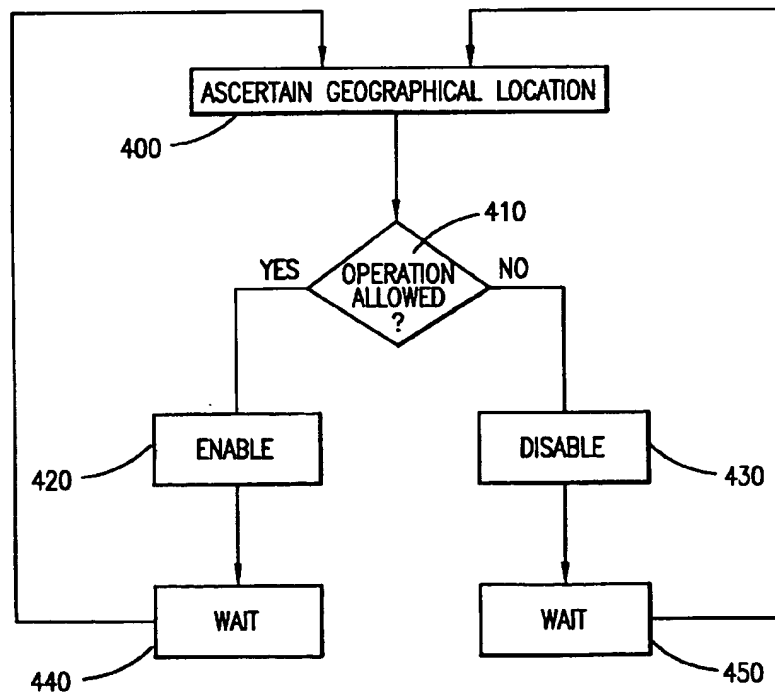 ASCERTAIN GEOGRAPHICAL LOCATION
400
410
YES
OPERATION
ALLOWED
?
NO
ENABLE
DISABLE
420
430
WAIT
WAIT
440
450